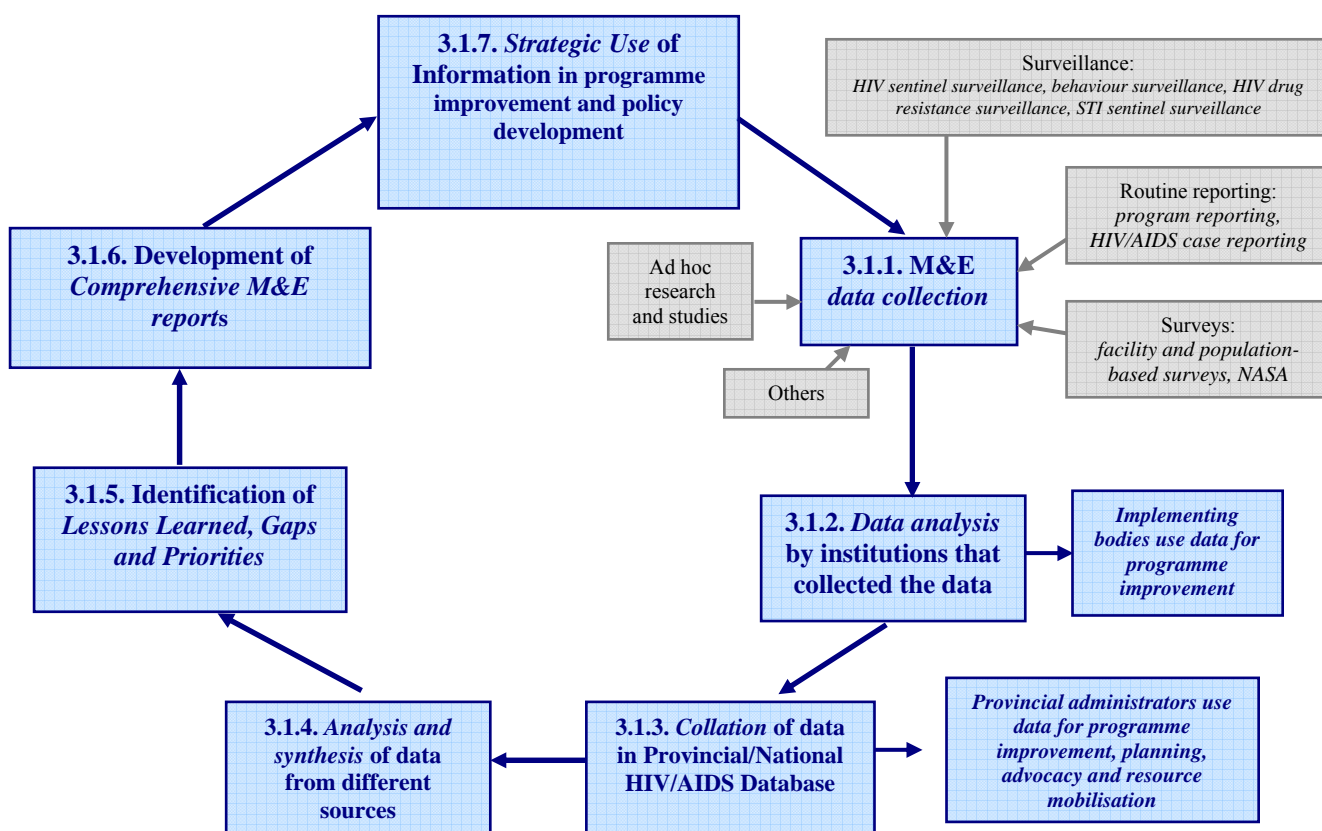 3.1.7. Strategic Use of
Information in programme
improvement and policy
development
Surveillance:
HIV sentinel surveillance, behaviour surveillance, HIV drug
resistance surveillance, STI sentinel surveillance
Routine reporting:
program reporting,
HIV/AIDS case reporting
3.1.6. Development of
Comprehensive M&E
reports
Ad hoc
research
and studies
3.1.1. M&E
data collection
Surveys:
facility and population-
based surveys, NASA
Others
3.1.5. Identification of
Lessons Learned, Gaps
and Priorities
3.1.2. Data analysis
by institutions that
collected the data
Implementing
bodies use data for
programme
improvement
3.1.4. Analysis and
synthesis of data
from different
sources
3.1.3. Collation of data
in Provincial/National
HIV/AIDS Database
Provincial administrators use
data for programme
improvement, planning,
advocacy and resource
mobilisation